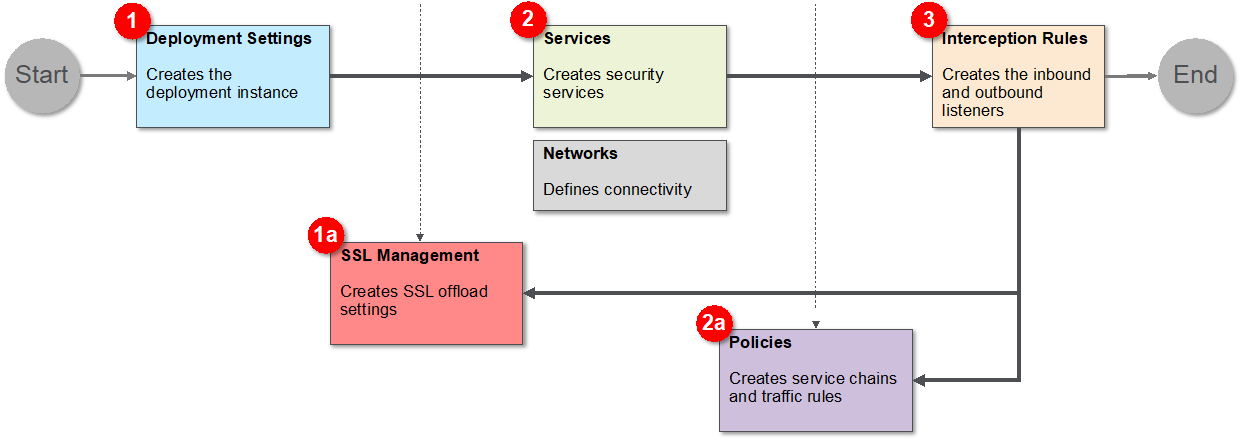 Start
1
Deployment Settings
Creates the
deployment instance
2
Services
Creates security
services
Networks
Defines connectivity
3
Interception Rules
Creates the inbound
and outbound
listeners
End
1a
SSL Management
Creates SSL offload
settings
2a
Policies
Creates service chains
and traffic rules